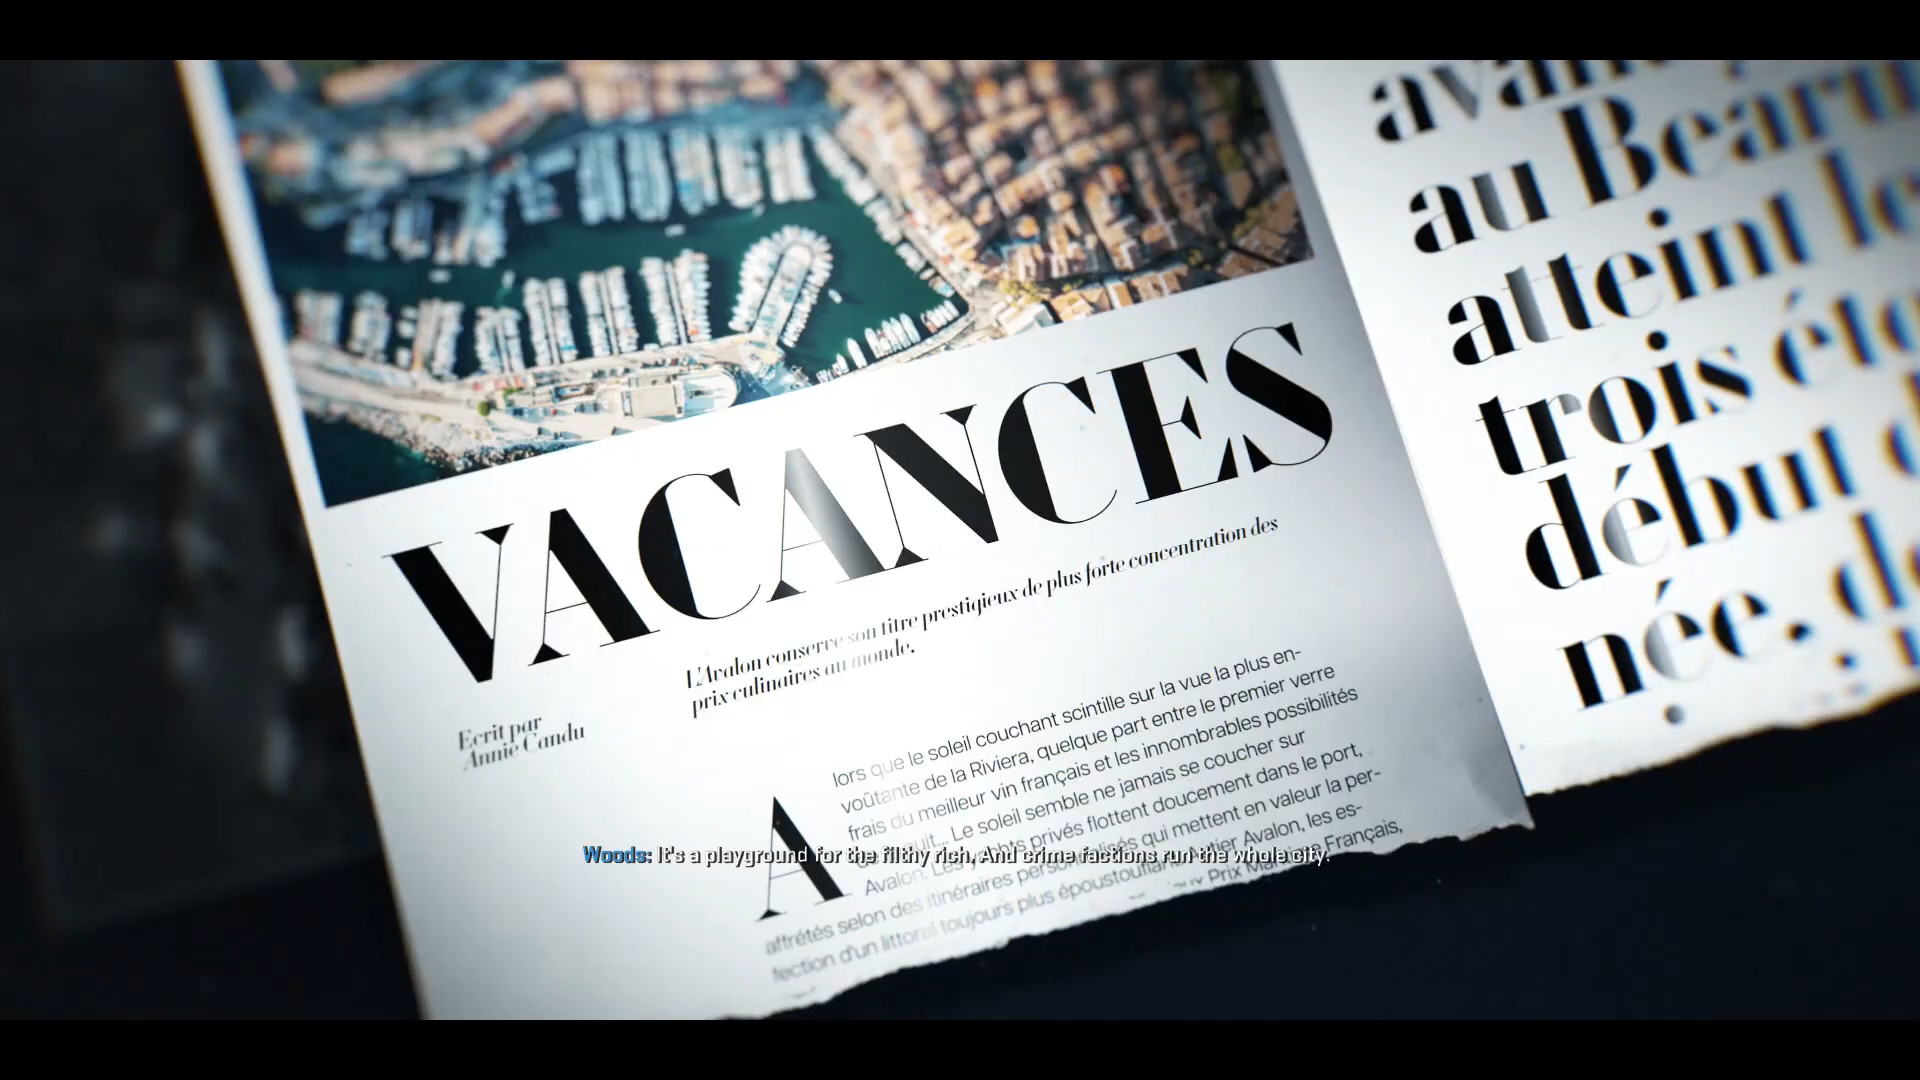 VACANCES
L'Avalon conserve son titre prestigieux de plus forte concentration des
prix culinaires au monde.
Ecrit par
Annie Candu
A
lors que le soleil couchant scintille sur la vue la plus en-
voûtante de la Riviera, quelque part entre le premier verre
frais du meilleur vin français et les innombrables possibilités
Le soleil semble ne jamais se coucher sur
Avalon. Les yachts privés flottent doucement dans le port,
affrétés selon des itinéraires personnalisés qui mettent en valeur la per-
fection d'un littoral toujours plus époustouflant. Avalon, les es-
Prix Français,
au
atteint
trois
début
née.
Woods: It's a playground for the filthy rich. And crime factions run the whole city.